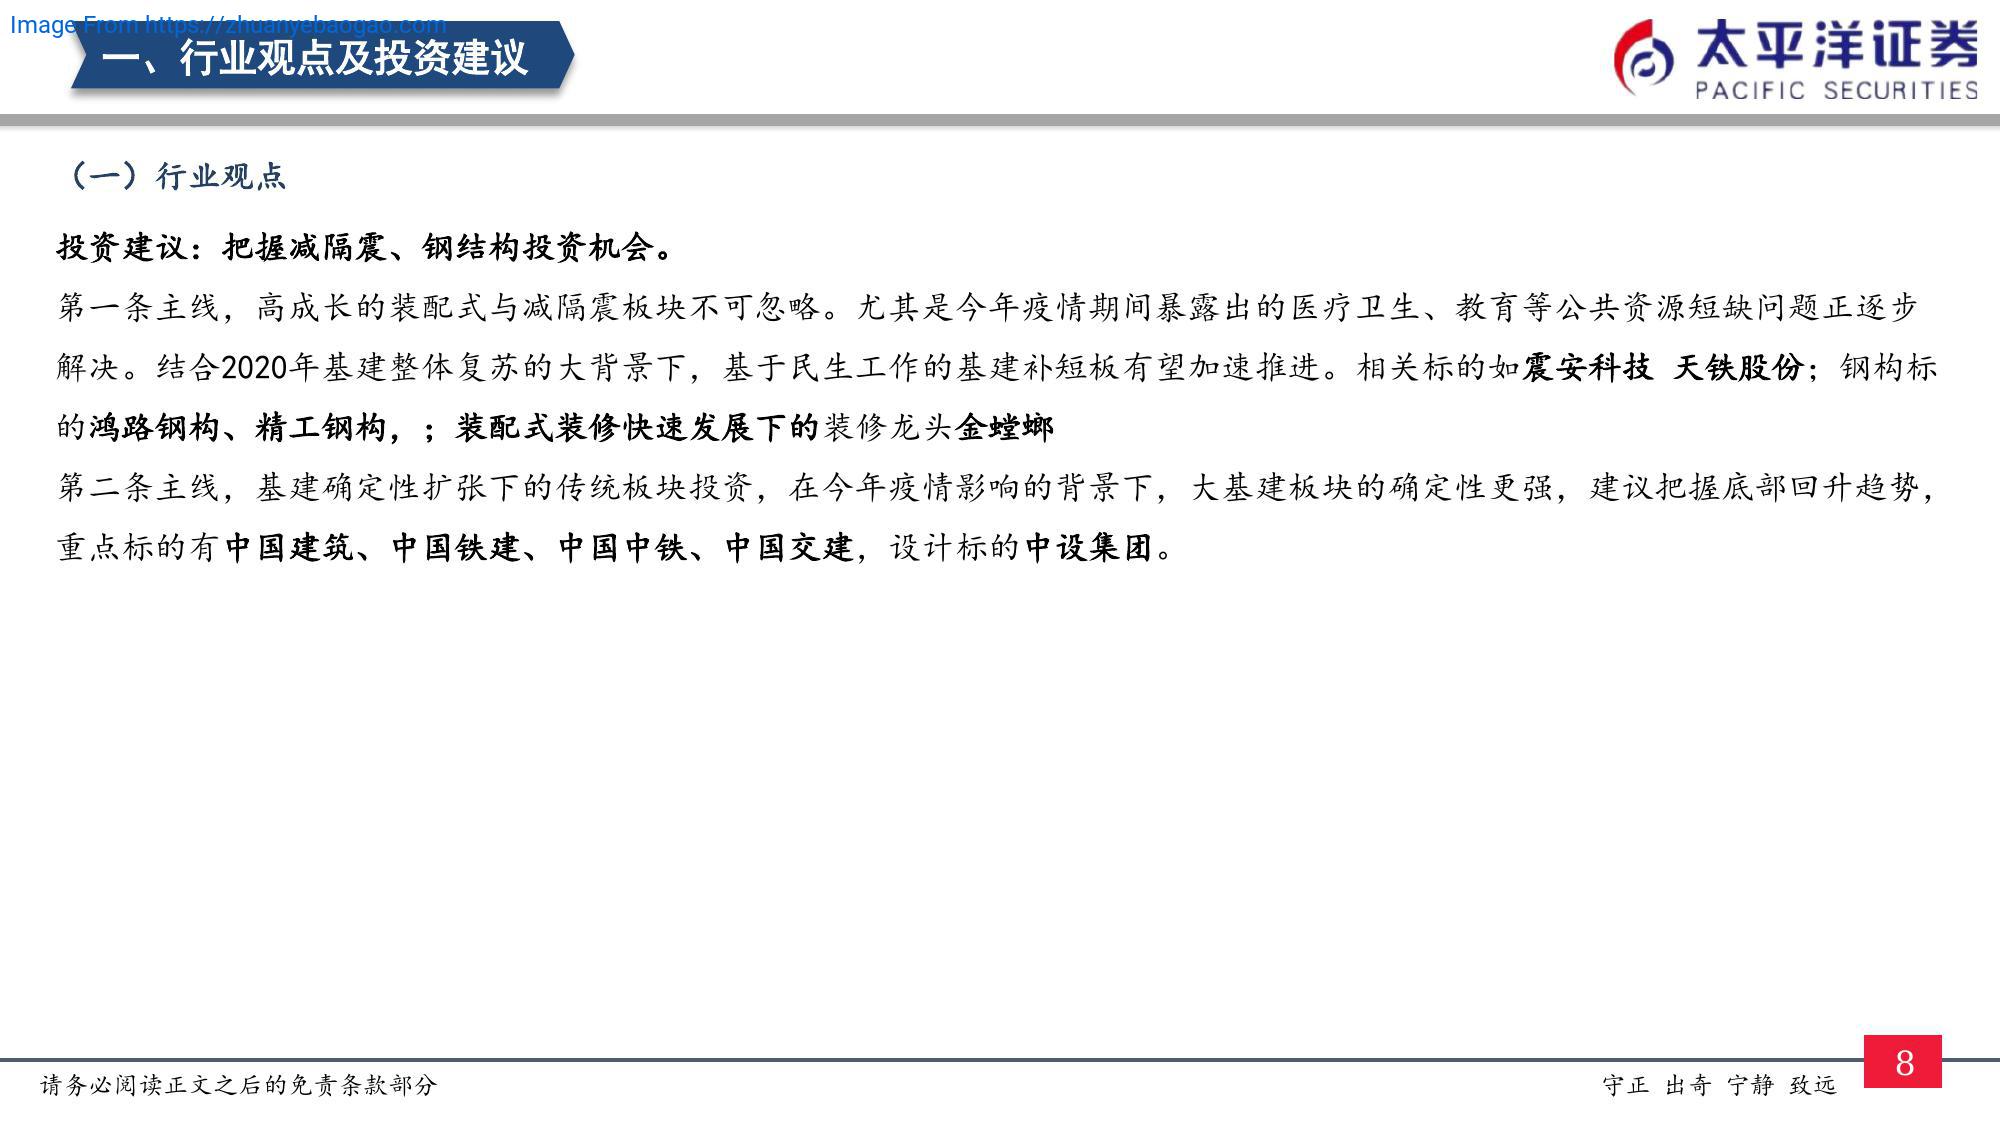 Image From https://zhuanyebaogao.com
一、行业观点及投资建议
太平洋证券
PACIFIC SECURITIES
（一）行业观点
投资建议：把握减隔震、钢结构投资机会。
第一条主线，高成长的装配式与减隔震板块不可忽略。尤其是今年疫情期间暴露出的医疗卫生、教育等公共资源短缺问题正逐步
解决。结合2020年基建整体复苏的大背景下，基于民生工作的基建补短板有望加速推进。相关标的如震安科技 天铁股份；钢构标
的鸿路钢构、精工钢构，；装配式装修快速发展下的装修龙头金螳螂
第二条主线，基建确定性扩张下的传统板块投资，在今年疫情影响的背景下，大基建板块的确定性更强，建议把握底部回升趋势，
重点标的有中国建筑、中国铁建、中国中铁、中国交建，设计标的中设集团。
请务必阅读正文之后的免责条款部分
守正 出奇 宁静 致远
8